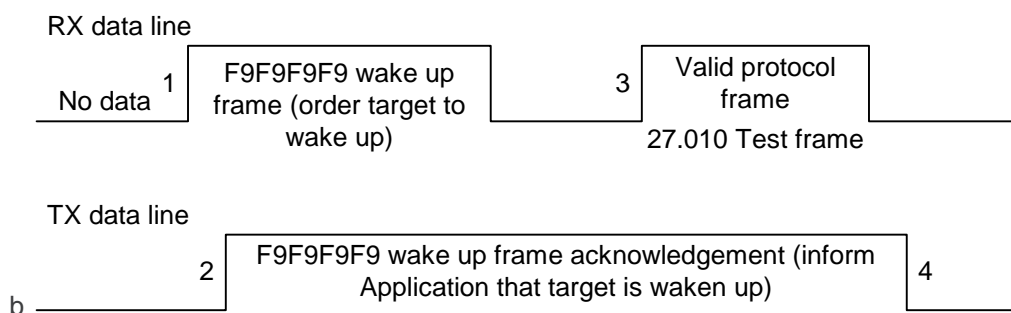 RX data line
No data
1
F9F9F9F9 wake up
frame (order target to
wake up)
3
Valid protocol
frame
27.010 Test frame
TX data line
2
F9F9F9F9 wake up frame acknowledgement (inform
Application that target is waken up)
4
b